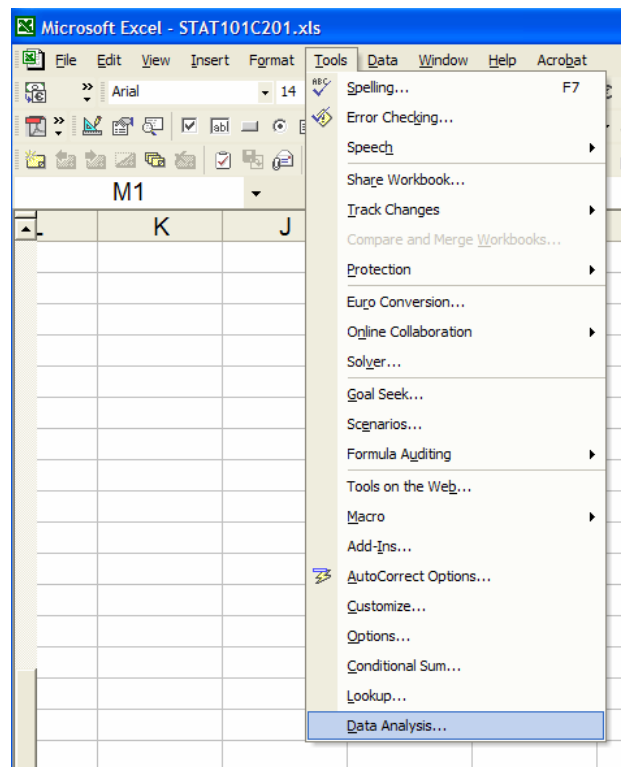 Microsoft Excel - STAT101C201.xls
File Edit View Insert Format Tools Data Window Help Acrobat
Arial 14
ab|
M1
K J
ABC Spelling... F7
Error Checking...
Speech
Share Workbook...
Track Changes
Compare and Merge Workbooks...
Protection
Euro Conversion...
Online Collaboration
Solver...
Goal Seek...
Scenarios...
Formula Auditing
Tools on the Web...
Macro
Add-Ins...
AutoCorrect Options...
Customize...
Options...
Conditional Sum...
Lookup...
Data Analysis...